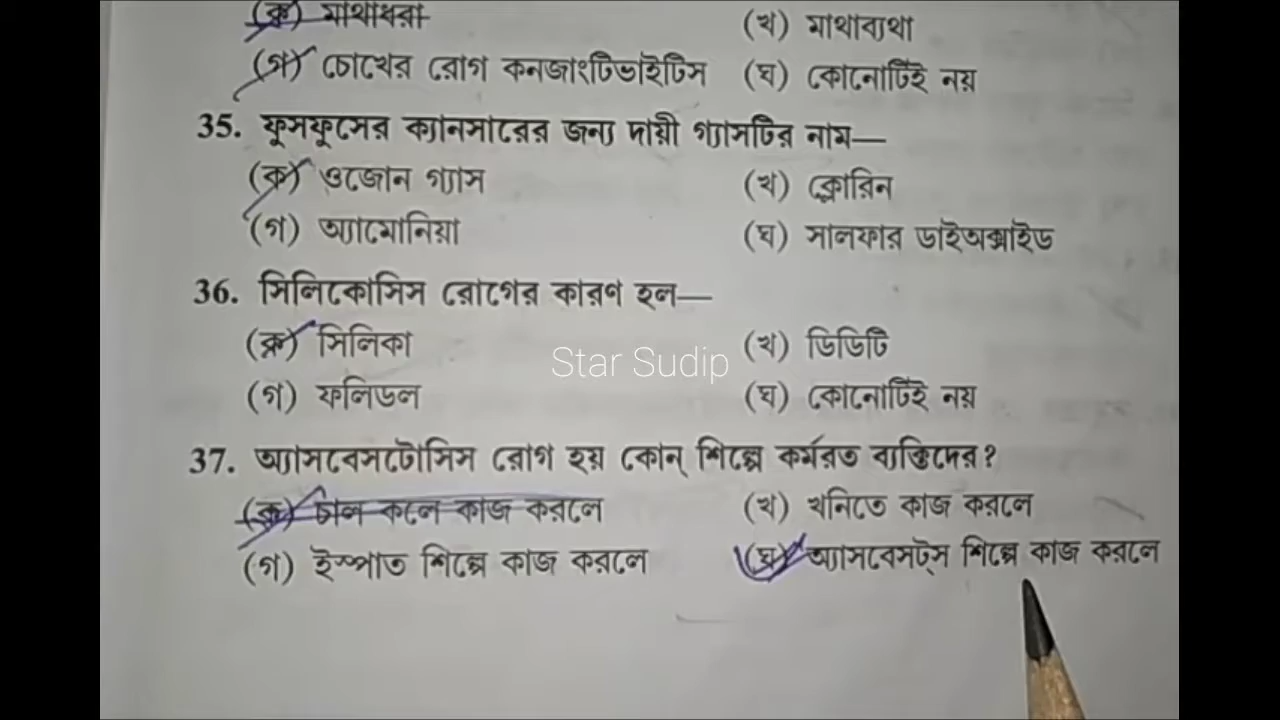 (ক) মাথাধরা (খ) মাথাব্যথা
(গ) চোখের রোগ কনজাংটিভাইটিস (ঘ) কোনোটিই নয়
35. ফুসফুসের ক্যানসারের জন্য দায়ী গ্যাসটির নাম—
(ক) ওজোন গ্যাস (খ) ক্লোরিন
(গ) অ্যামোনিয়া (ঘ) সালফার ডাইঅক্সাইড
36. সিলিকোসিস রোগের কারণ হল—
(ক) সিলিকা (খ) ডিডিটি
Star Sudip
(গ) ফলিডল (ঘ) কোনোটিই নয়
37. অ্যাসবেসটোসিস রোগ হয় কোন্ শিল্পে কর্মরত ব্যক্তিদের?
(ক) চাল কলে কাজ করলে (খ) খনিতে কাজ করলে
(গ) ইস্পাত শিল্পে কাজ করলে (ঘ) অ্যাসবেসট্স শিল্পে কাজ করলে